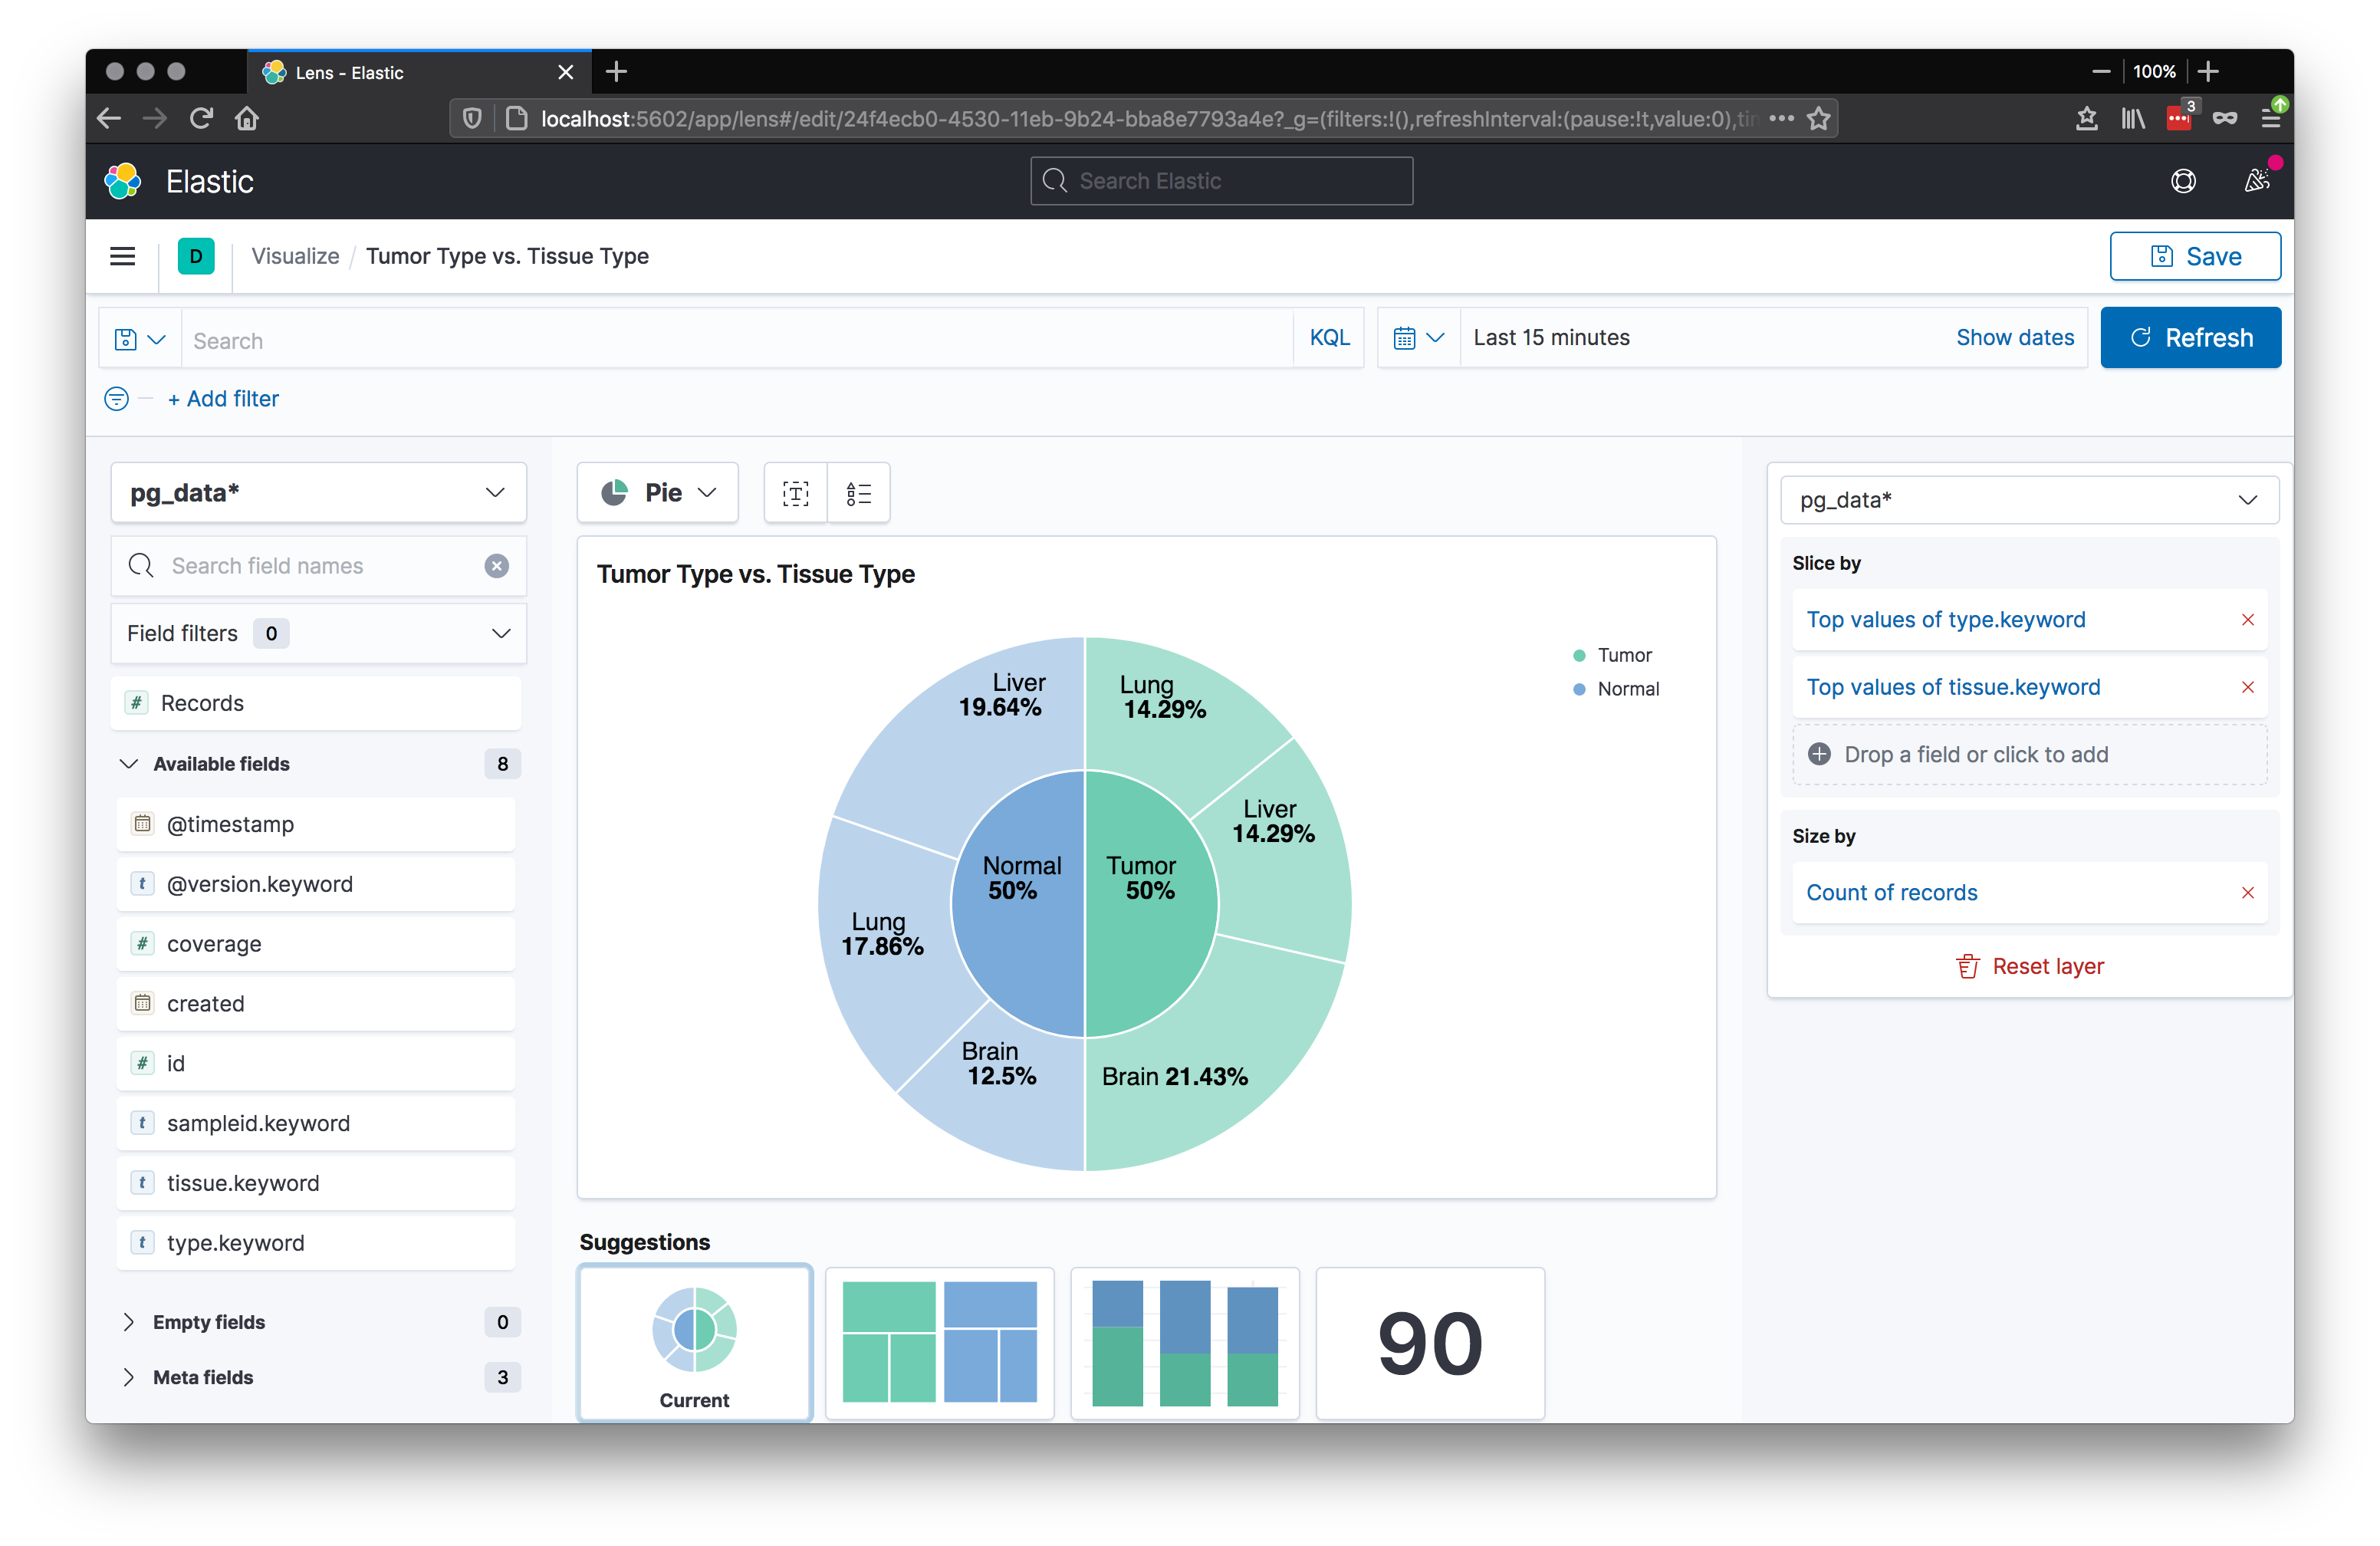 Lens - Elastic
100%
localhost:5602/app/lens#/edit/24f4ecb0-4530-11eb-9b24-bba8e7793a4e?_g=(filters:!(),refreshInterval:(pause:!t,value:0),tin
3
Elastic
Search Elastic
D
Visualize / Tumor Type vs. Tissue Type
Save
Search
KQL
Last 15 minutes
Show dates
Refresh
+ Add filter
pg_data*
Search field names
Field filters 0
# Records
Available fields 8
@timestamp
t @version.keyword
# coverage
created
# id
t sampleid.keyword
t tissue.keyword
t type.keyword
Empty fields 0
Meta fields 3
Pie
T
Tumor Type vs. Tissue Type
Tumor
Normal
Liver
19.64%
Lung
14.29%
Liver
14.29%
Normal
50%
Tumor
50%
Lung
17.86%
Brain
12.5%
Brain 21.43%
Suggestions
Current
90
pg_data*
Slice by
Top values of type.keyword
Top values of tissue.keyword
Drop a field or click to add
Size by
Count of records
Reset layer